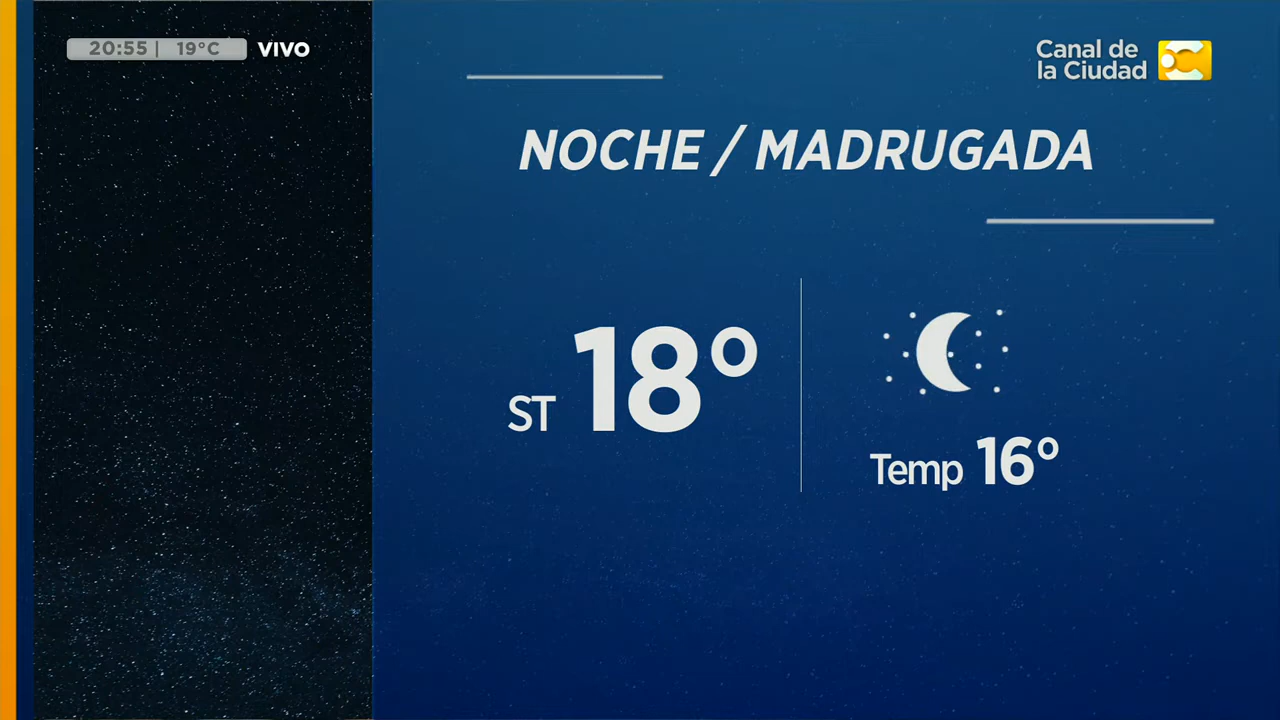 20:55 | 19°C VIVO
Canal de
la Ciudad
NOCHE / MADRUGADA
ST 18°
Temp 16°